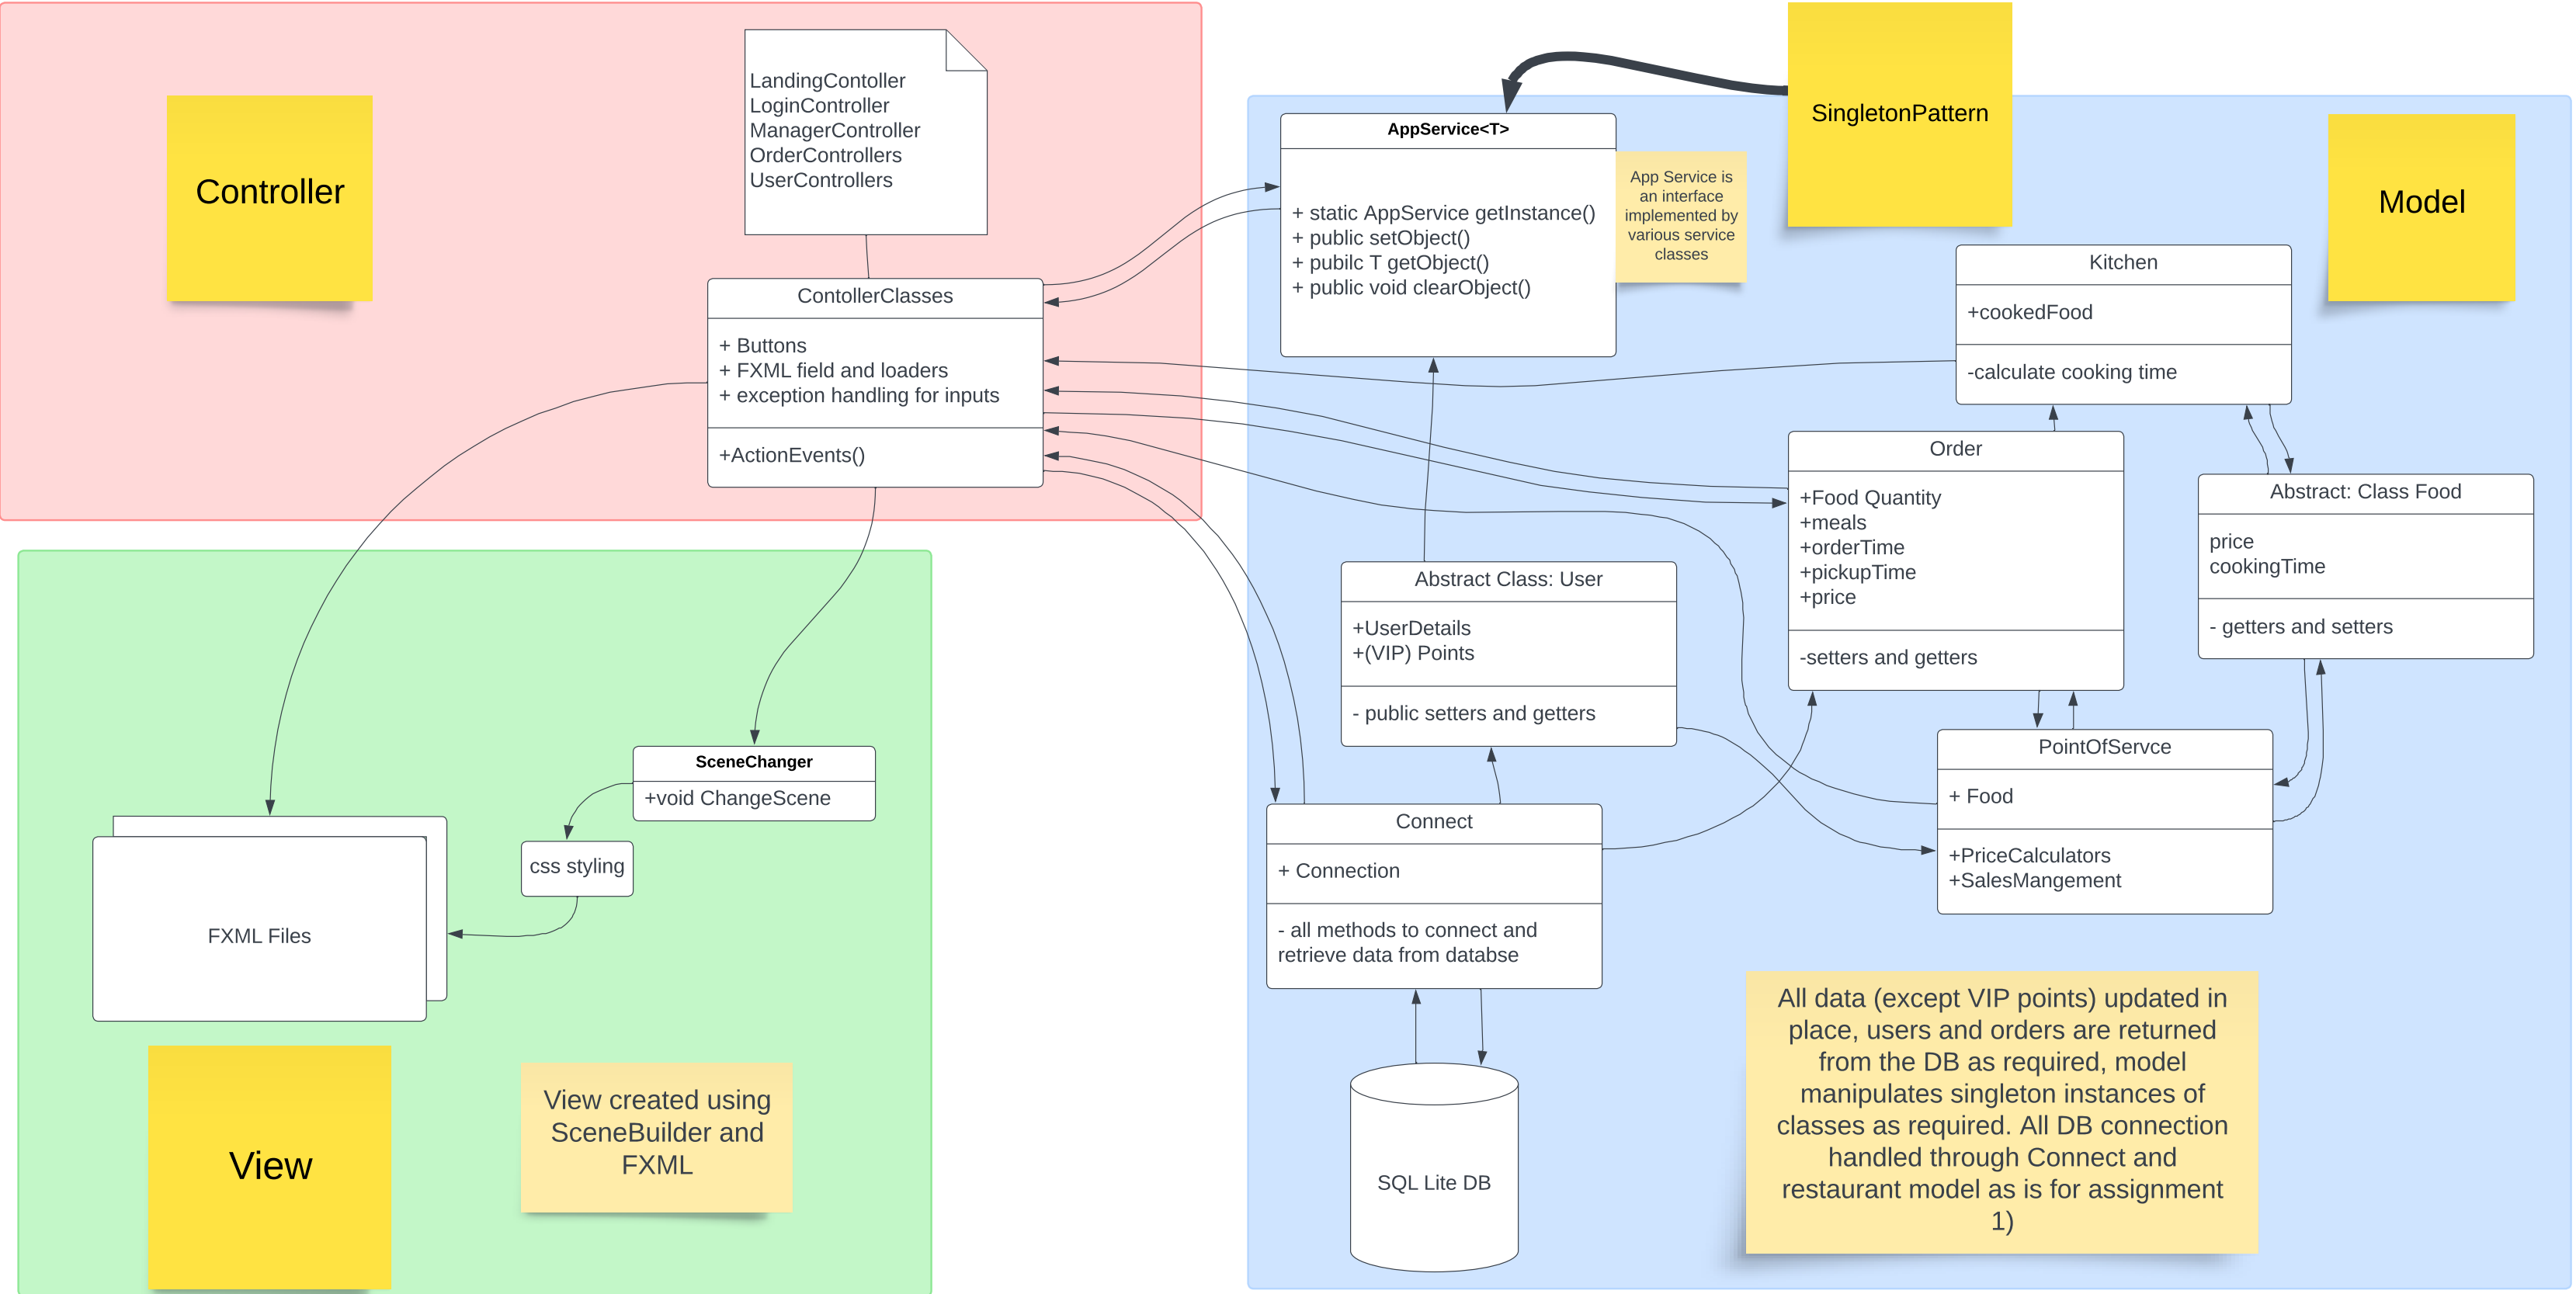 Controller
LandingContoller
LoginController
ManagerController
OrderControllers
UserControllers
ContollerClasses
+ Buttons
+ FXML field and loaders
+ exception handling for inputs
+ActionEvents()
SingletonPattern
AppService<T>
+ static AppService getInstance()
+ public setObject()
+ pubilc T getObject()
+ public void clearObject()
App Service is
an interface
implemented by
various service
classes
Model
Kitchen
+cookedFood
-calculate cooking time
Order
+Food Quantity
+meals
+orderTime
+pickupTime
+price
-setters and getters
Abstract: Class Food
price
cookingTime
- getters and setters
Abstract Class: User
+UserDetails
+(VIP) Points
- public setters and getters
PointOfServce
+ Food
+PriceCalculators
+SalesMangement
Connect
+ Connection
- all methods to connect and
retrieve data from databse
SQL Lite DB
All data (except VIP points) updated in
place, users and orders are returned
from the DB as required, model
manipulates singleton instances of
classes as required. All DB connection
handled through Connect and
restaurant model as is for assignment
1)
SceneChanger
+void ChangeScene
css styling
FXML Files
View
View created using
SceneBuilder and
FXML